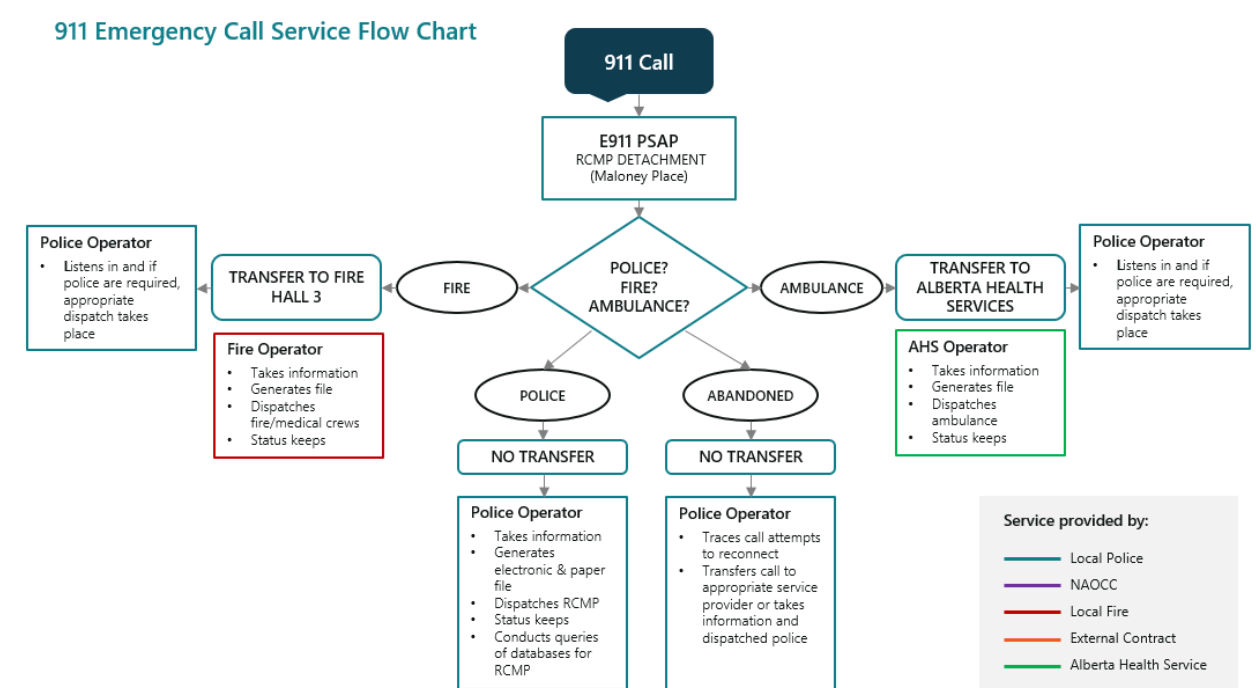 911 Emergency Call Service Flow Chart
911 Call
E911 PSAP
RCMP DETACHMENT
(Maloney Place)
POLICE?
FIRE?
AMBULANCE?
FIRE
TRANSFER TO FIRE
HALL 3
Police Operator
• Listens in and if
police are required,
appropriate
dispatch takes
place
Fire Operator
• Takes information
• Generates file
• Dispatches
fire/medical crews
• Status keeps
AMBULANCE
TRANSFER TO
ALBERTA HEALTH
SERVICES
Police Operator
• Listens in and if
police are required,
appropriate
dispatch takes
place
AHS Operator
• Takes information
• Generates file
• Dispatches
ambulance
• Status keeps
POLICE
NO TRANSFER
Police Operator
• Takes information
• Generates
electronic & paper
file
• Dispatches RCMP
• Status keeps
• Conducts queries
of databases for
RCMP
ABANDONED
NO TRANSFER
Police Operator
• Traces call attempts
to reconnect
• Transfers call to
appropriate service
provider or takes
information and
dispatched police
Service provided by:
Local Police
NAOCC
Local Fire
External Contract
Alberta Health Service